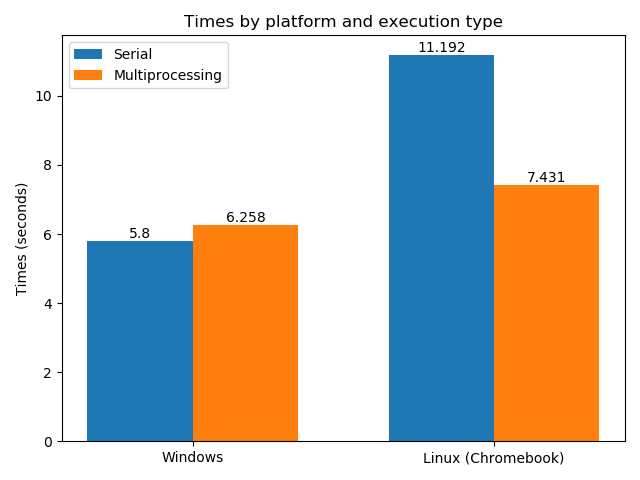 Times by platform and execution type
Serial
Multiprocessing
11.192
7.431
6.258
5.8
Times (seconds)
10
8
6
4
2
0
Windows
Linux (Chromebook)